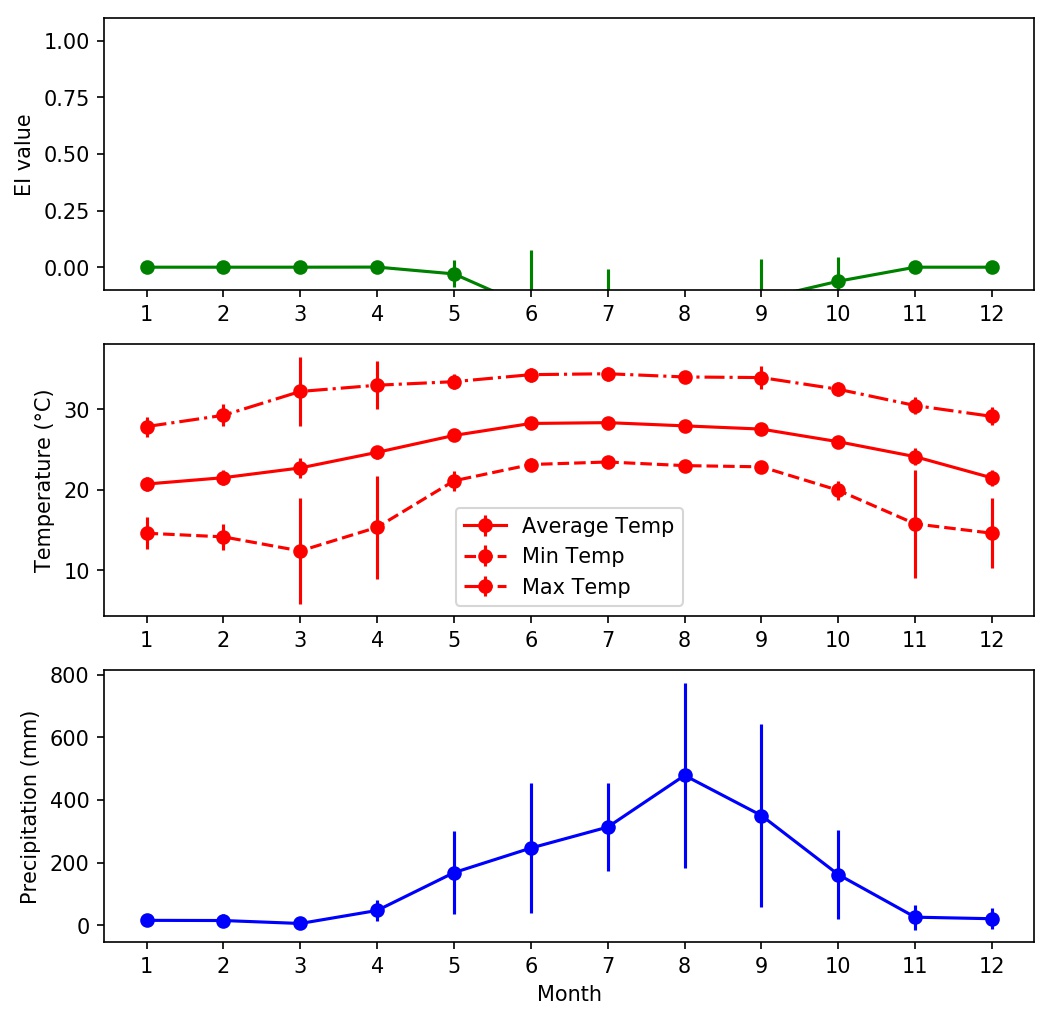 1.00
0.75
0.50
0.25
0.00
EI value
1 2 3 4 5 6 7 8 9 10 11 12
30
20
10
Temperature (°C)
Average Temp
Min Temp
Max Temp
1 2 3 4 5 6 7 8 9 10 11 12
800
600
400
200
0
Precipitation (mm)
1 2 3 4 5 6 7 8 9 10 11 12
Month